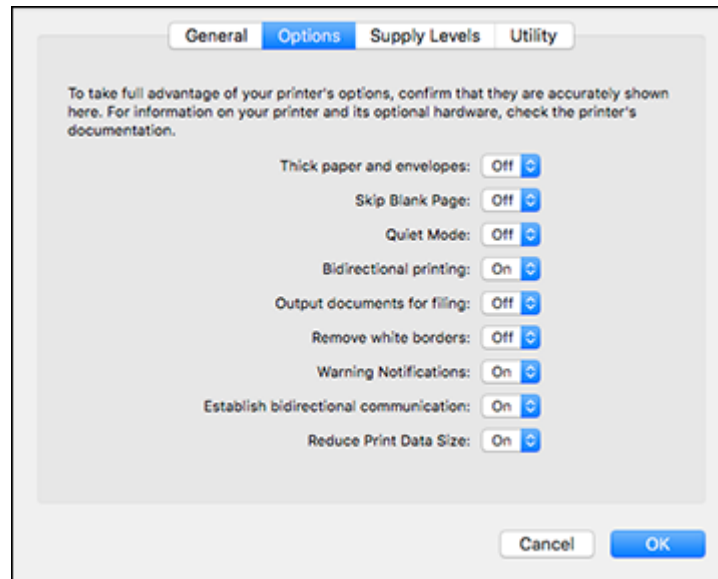 General Options Supply Levels Utility
To take full advantage of your printer's options, confirm that they are accurately shown
here. For information on your printer and its optional hardware, check the printer's
documentation.
Thick paper and envelopes: Off
Skip Blank Page: Off
Quiet Mode: Off
Bidirectional printing: On
Output documents for filing: Off
Remove white borders: Off
Warning Notifications: On
Establish bidirectional communication: On
Reduce Print Data Size: On
Cancel OK